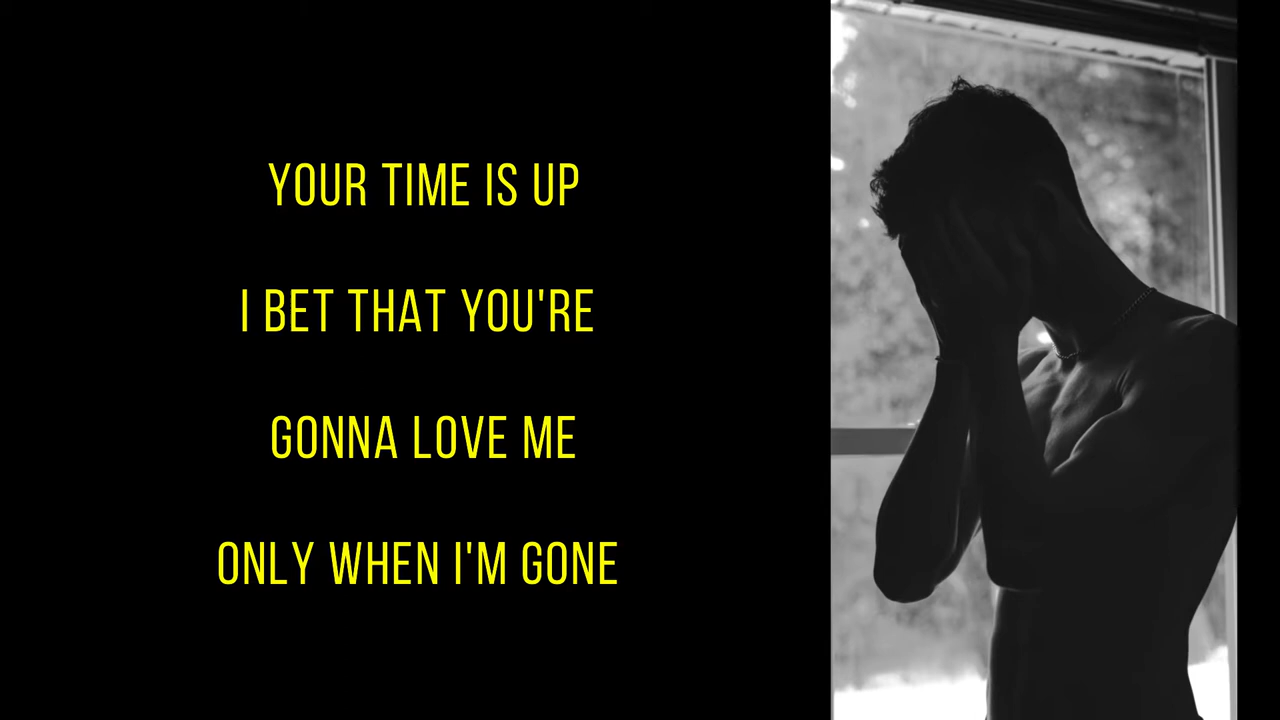 YOUR TIME IS UP
I BET THAT YOU'RE
GONNA LOVE ME
ONLY WHEN I'M GONE